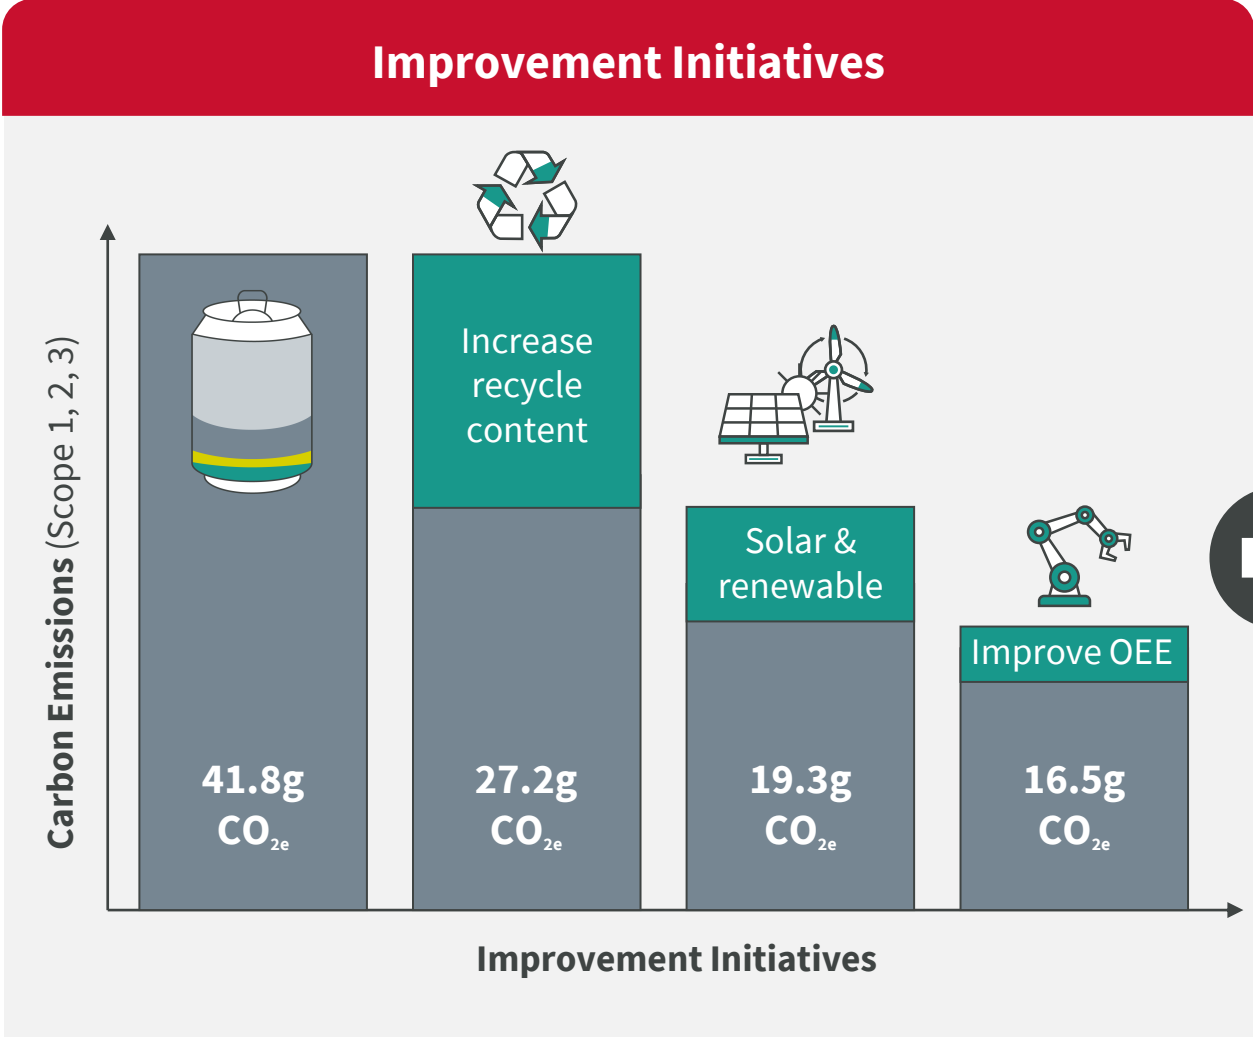 Improvement Initiatives
Carbon Emissions (Scope 1, 2, 3)
Increase
recycle
content
Solar &
renewable
Improve OEE
41.8g
CO2e
27.2g
CO2e
19.3g
CO2e
16.5g
CO2e
Improvement Initiatives